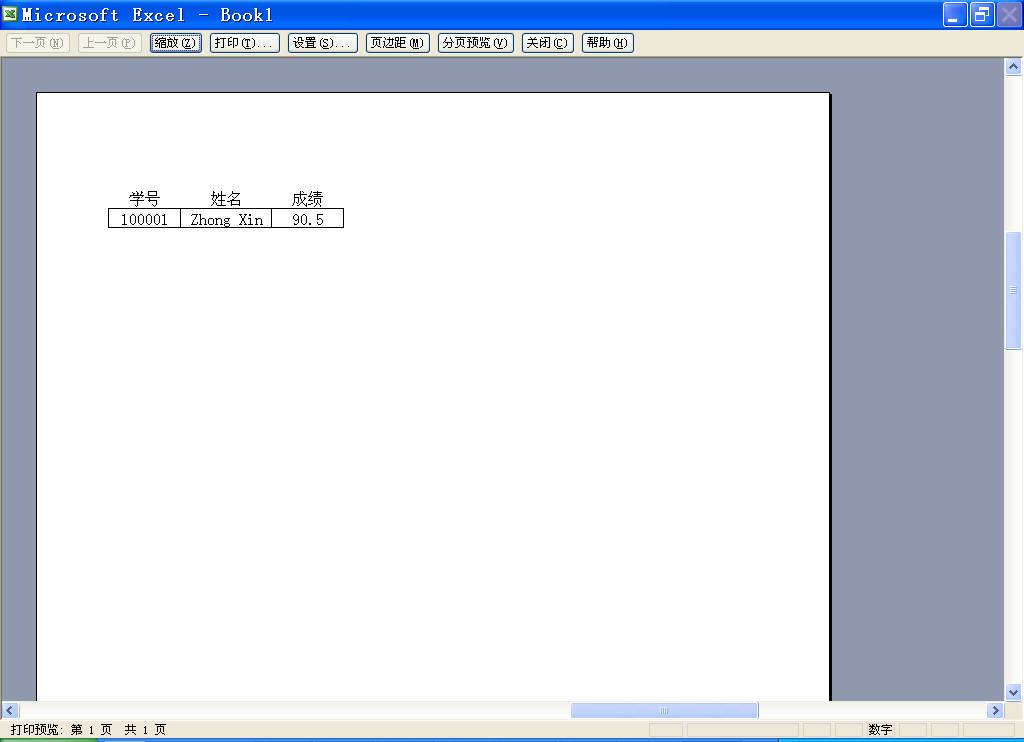 Microsoft Excel - Book1
下一页(N) 上一页(P) 缩放(Z) 打印(T)... 设置(S)... 页边距(M) 分页预览(V) 关闭(C) 帮助(H)
学号 姓名 成绩
100001 Zhong Xin 90.5
打印预览: 第 1 页 共 1 页 数字